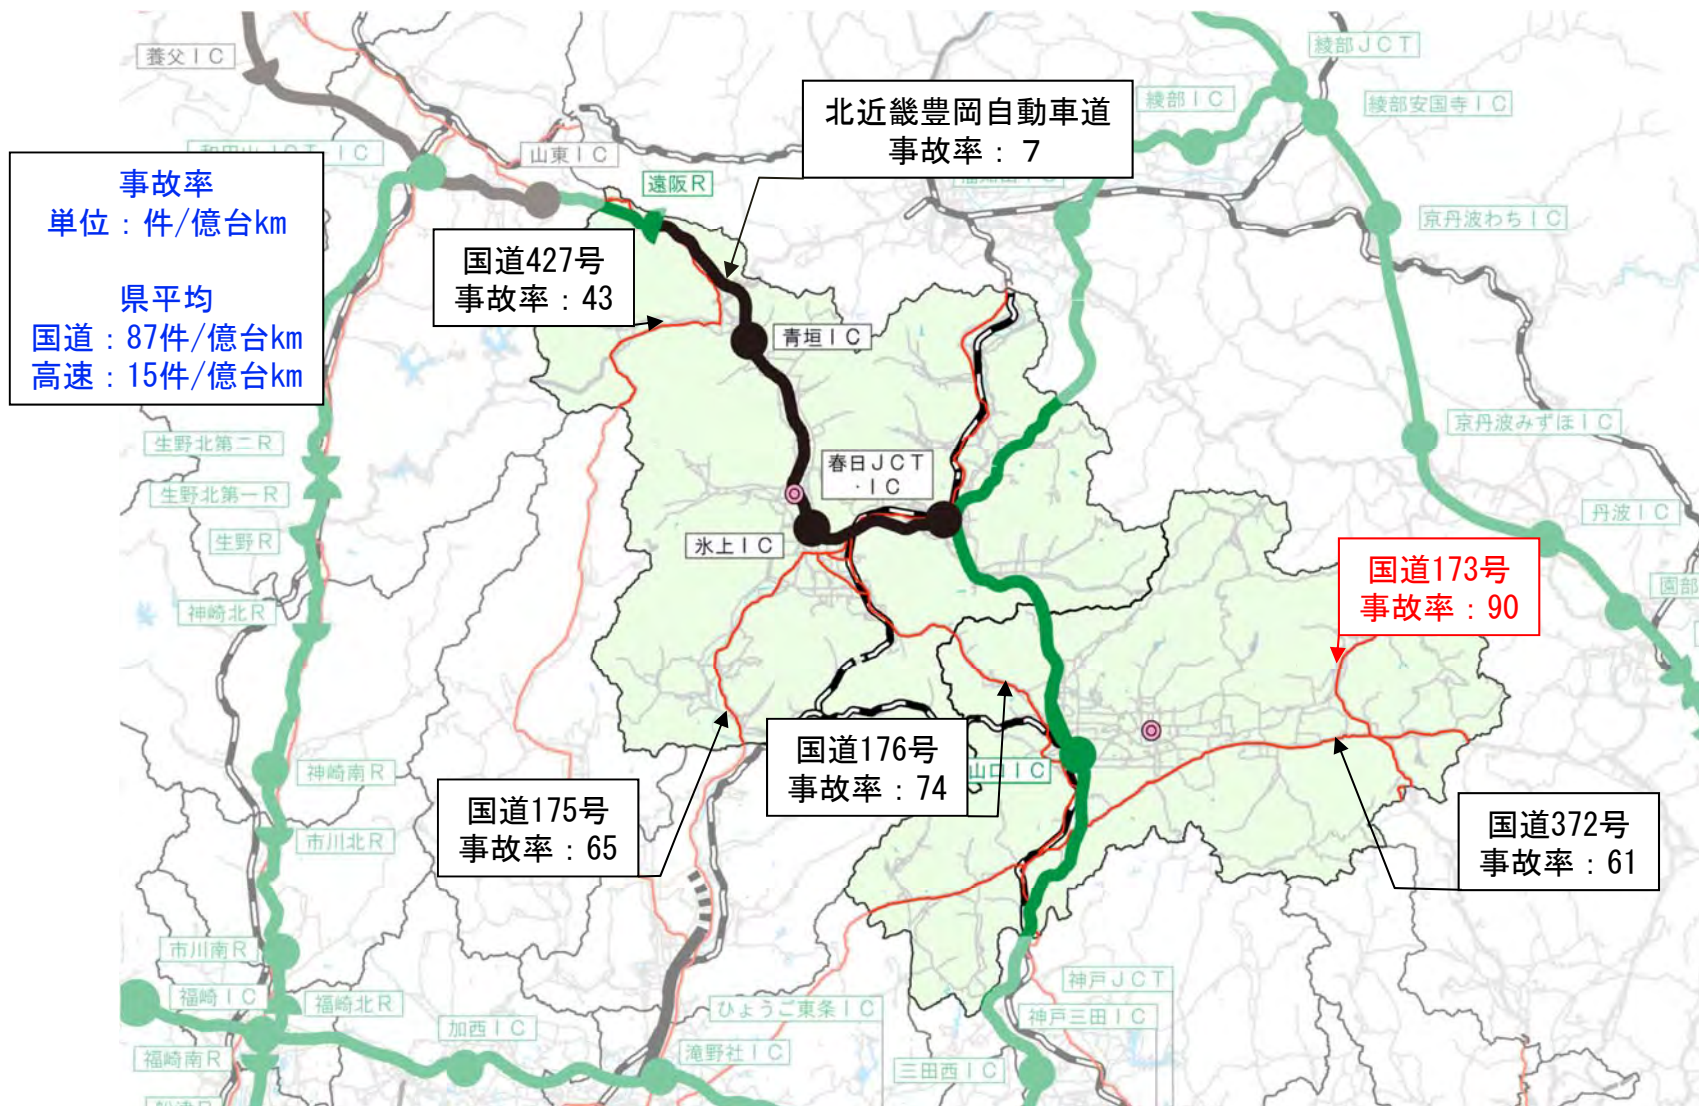 養父ＩＣ
綾部ＪＣＴ
綾部ＩＣ
綾部安国寺ＩＣ
北近畿豊岡自動車道
事故率：７
山東ＩＣ
遠阪Ｒ
京丹波わちＩＣ
事故率
単位：件/億台km
県平均
国道：87件/億台km
高速：15件/億台km
国道427号
事故率：43
青垣ＩＣ
生野北第二Ｒ
京丹波みずほＩＣ
春日ＪＣＴ
・ＩＣ
生野北第一Ｒ
丹波ＩＣ
生野Ｒ
氷上ＩＣ
国道173号
事故率：90
園部
神崎北Ｒ
国道176号
事故率：74
山口ＩＣ
神崎南Ｒ
国道175号
事故率：65
国道372号
事故率：61
市川北Ｒ
市川南Ｒ
福崎ＩＣ
福崎北Ｒ
ひょうご東条ＩＣ
神戸ＪＣＴ
加西ＩＣ
神戸三田ＩＣ
福崎南Ｒ
滝野社ＩＣ
三田西ＩＣ